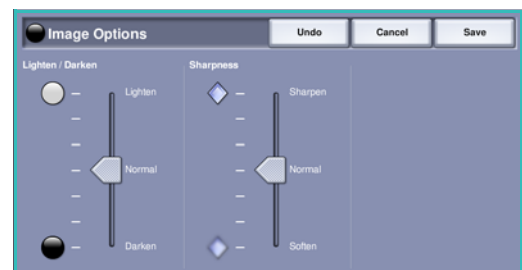 Image Options
Undo
Cancel
Save
Lighten / Darken
Sharpness
Lighten
Sharpen
Normal
Normal
Darken
Soften